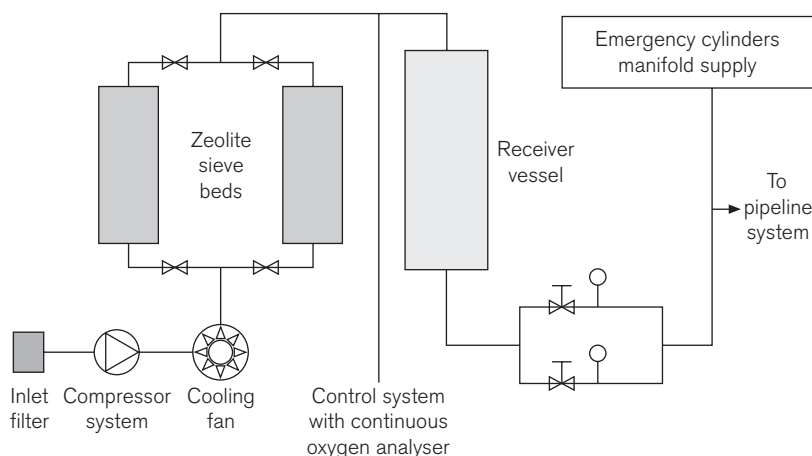 Emergency cylinders
manifold supply
Zeolite
sieve
beds
Receiver
vessel
To
pipeline
system
Inlet
filter
Compressor
system
Cooling
fan
Control system
with continuous
oxygen analyser